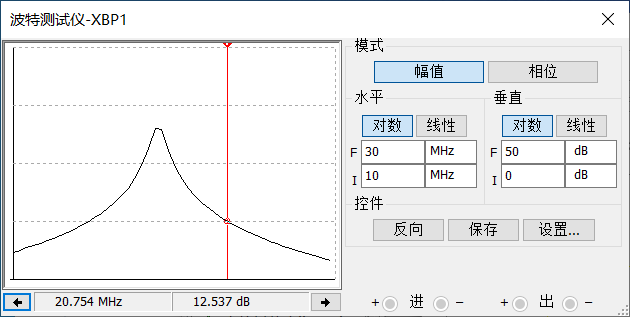 波特测试仪-XBP1
模式
幅值 相位
水平 垂直
对数 线性 对数 线性
F 30 MHz F 50 dB
I 10 MHz I 0 dB
控件
反向 保存 设置...
20.754 MHz 12.537 dB
+ 进 − + 出 −